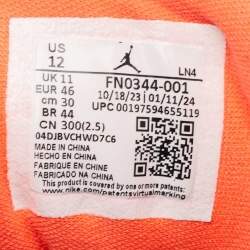 US
12
LN4
UK 11
EUR 46
cm 30
BR 44
CN 300(2.5)
FN0344-001
10/18/23 | 01/11/24
UPC 00197594655119
04DJBVCHWD7C6
MADE IN CHINA
FABRIQUÉ EN CHINE
HECHO EN CHINA
FABRICADO NA CHINA
This product is covered by one or more patents. See
www.nike.com/patentsvirtualmarking